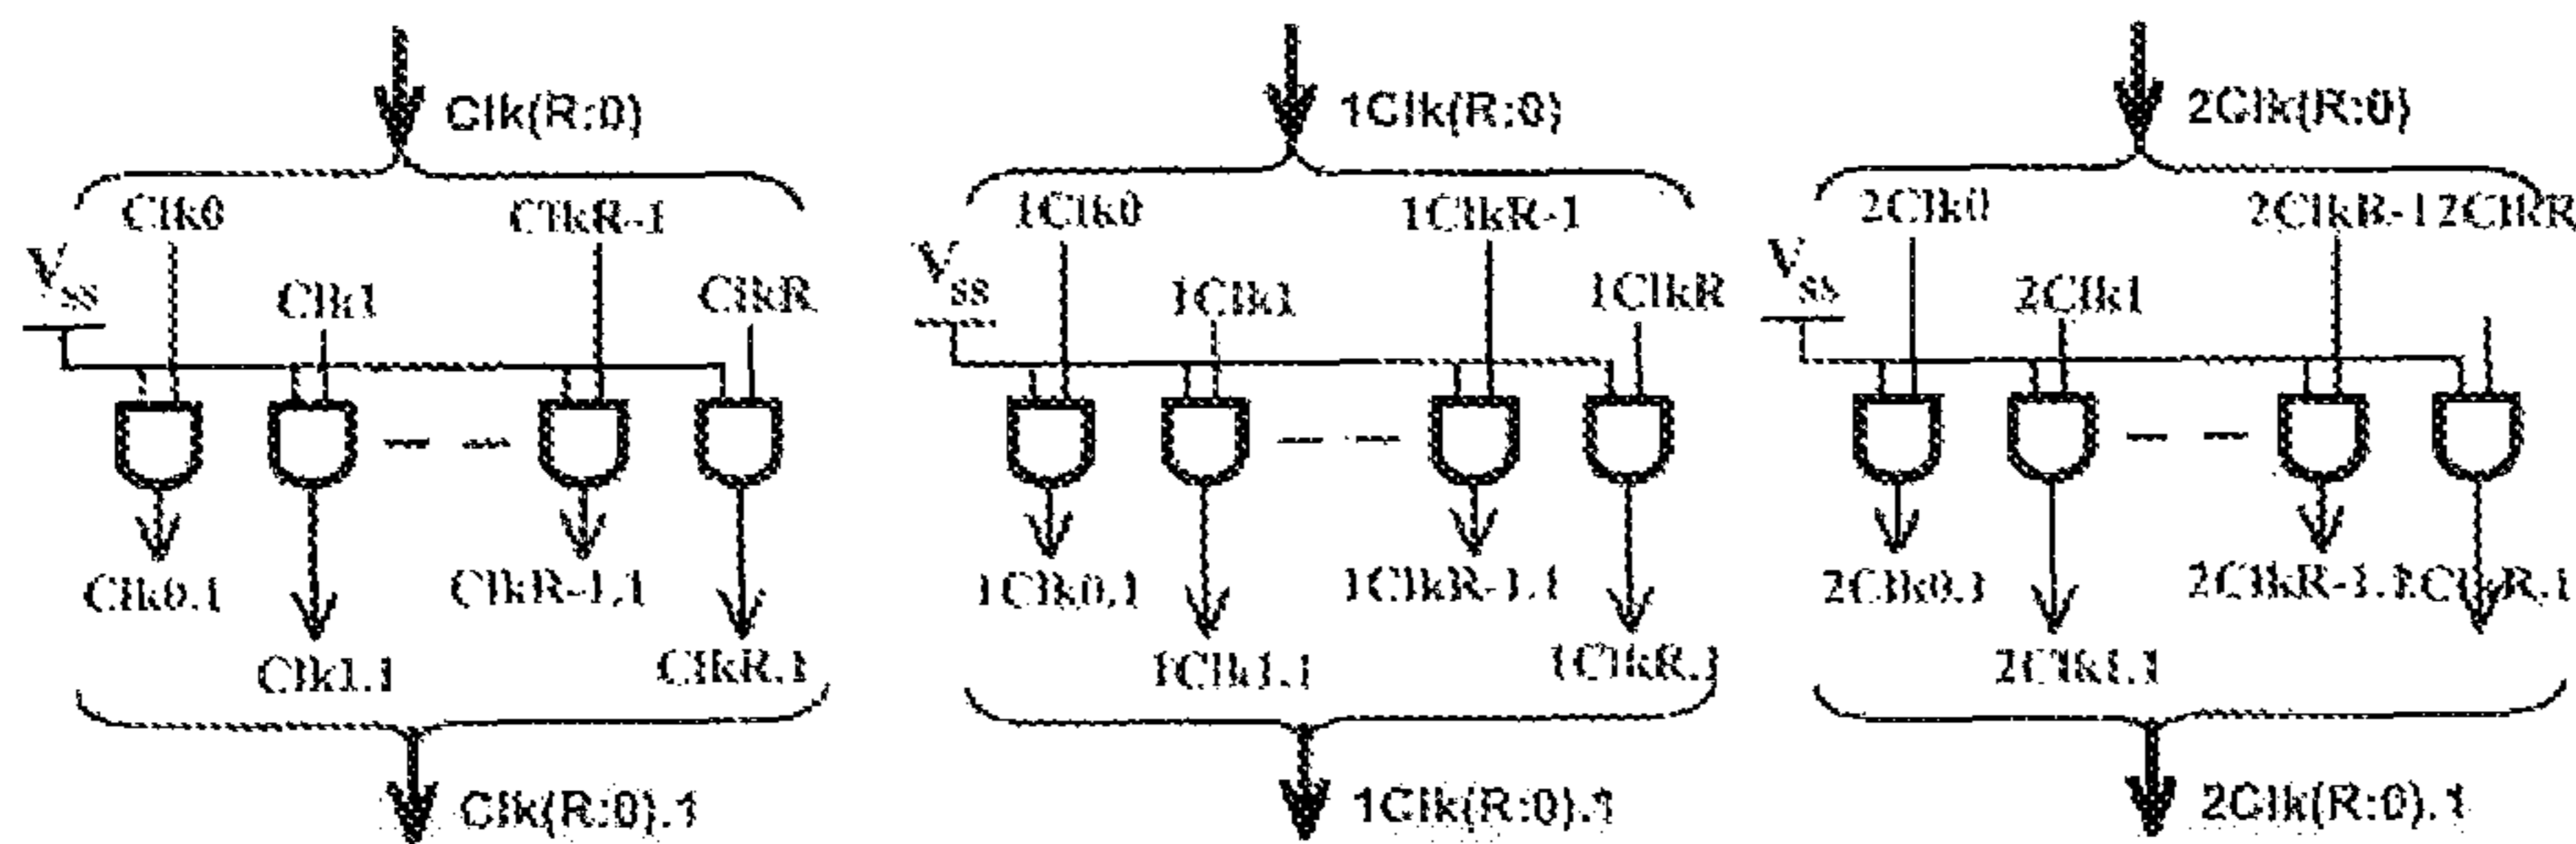 Clk(R:0) 1Clk(R:0) 2Clk(R:0)
Clk0 ClkR-1 1Clk0 1ClkR-1 2Clk0 2ClkR-1 2ClkR
Vss Clk1 ClkR Vss 1Clk1 1ClkR Vss 2Clk1
Clk0.1 ClkR-1.1 1Clk0.1 1ClkR-1.1 2Clk0.1 2ClkR-1.1
Clk1.1 ClkR.1 1Clk1.1 1ClkR.1 2Clk1.1
Clk(R:0).1 1Clk(R:0).1 2Clk(R:0).1